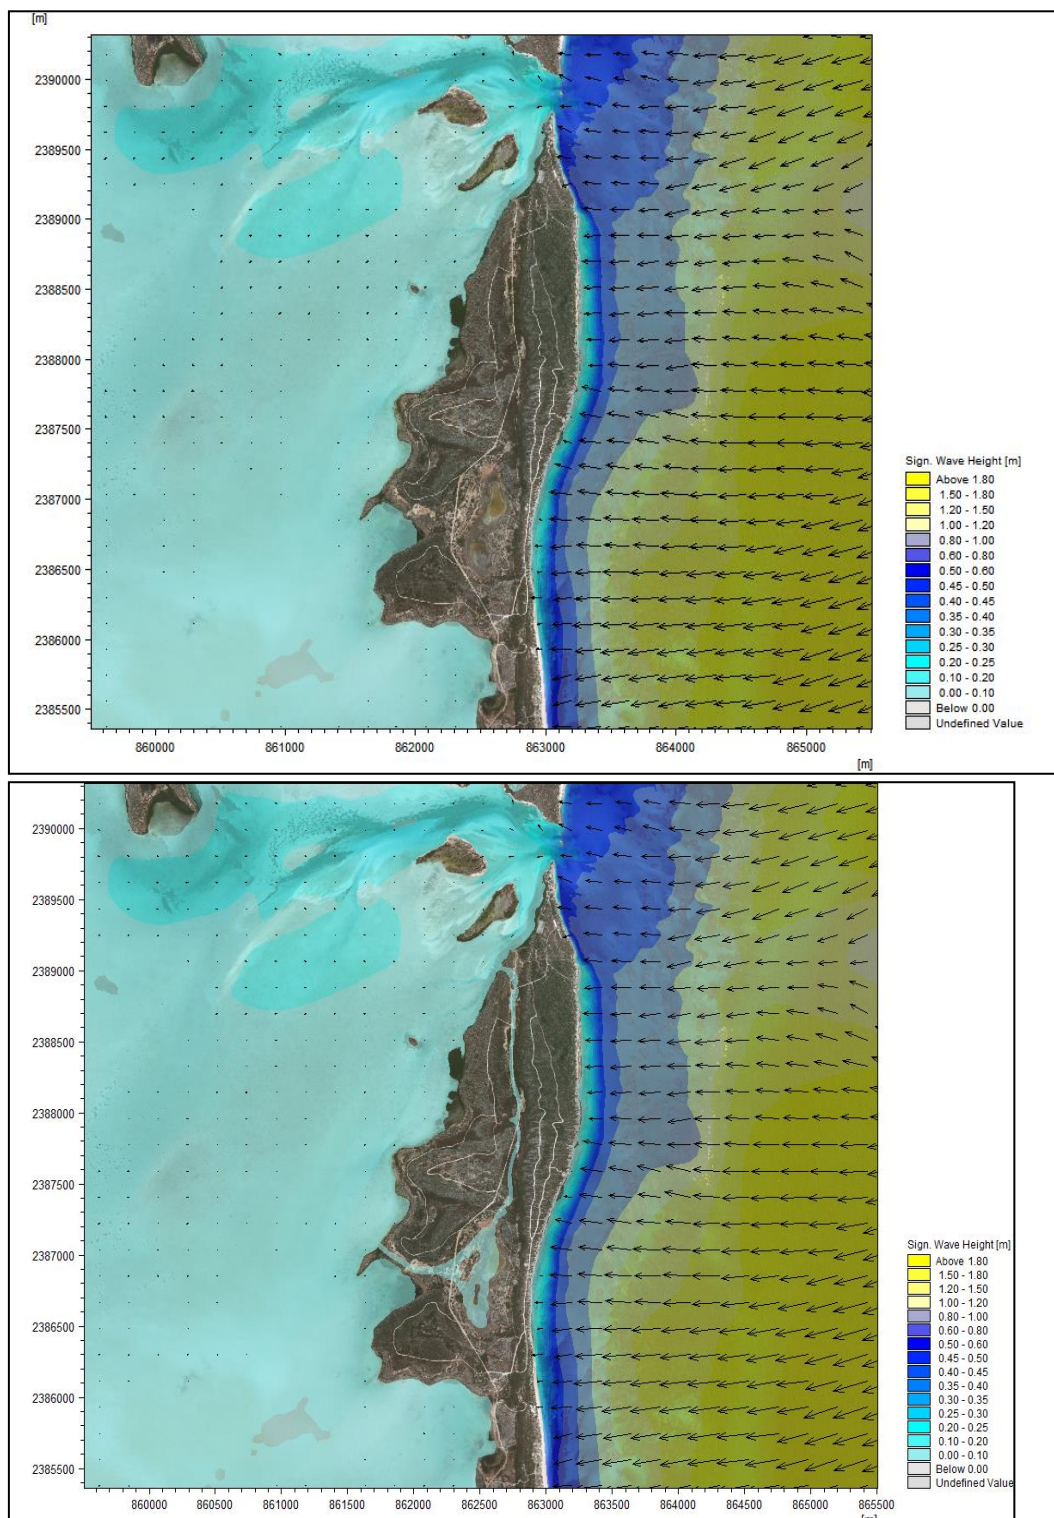 [m]
2390000
2389500
2389000
2388500
2388000
2387500
2387000
2386500
2386000
2385500
860000 861000 862000 863000 864000 865000
[m]
Sign. Wave Height [m]
Above 1.80
1.50 - 1.80
1.20 - 1.50
1.00 - 1.20
0.80 - 1.00
0.60 - 0.80
0.50 - 0.60
0.45 - 0.50
0.40 - 0.45
0.35 - 0.40
0.30 - 0.35
0.25 - 0.30
0.20 - 0.25
0.10 - 0.20
0.00 - 0.10
Below 0.00
Undefined Value
2390000
2389500
2389000
2388500
2388000
2387500
2387000
2386500
2386000
2385500
860000 860500 861000 861500 862000 862500 863000 863500 864000 864500 865000 865500
[m]
Sign. Wave Height [m]
Above 1.80
1.50 - 1.80
1.20 - 1.50
1.00 - 1.20
0.80 - 1.00
0.60 - 0.80
0.50 - 0.60
0.45 - 0.50
0.40 - 0.45
0.35 - 0.40
0.30 - 0.35
0.25 - 0.30
0.20 - 0.25
0.10 - 0.20
0.00 - 0.10
Below 0.00
Undefined Value